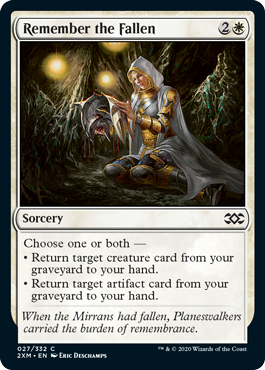 Remember the Fallen 2
Sorcery
Choose one or both —
• Return target creature card from your
graveyard to your hand.
• Return target artifact card from your
graveyard to your hand.
When the Mirrans had fallen, Planeswalkers
carried the burden of remembrance.
027/332 C
2XM • EN Eric Deschamps
™ & © 2020 Wizards of the Coast